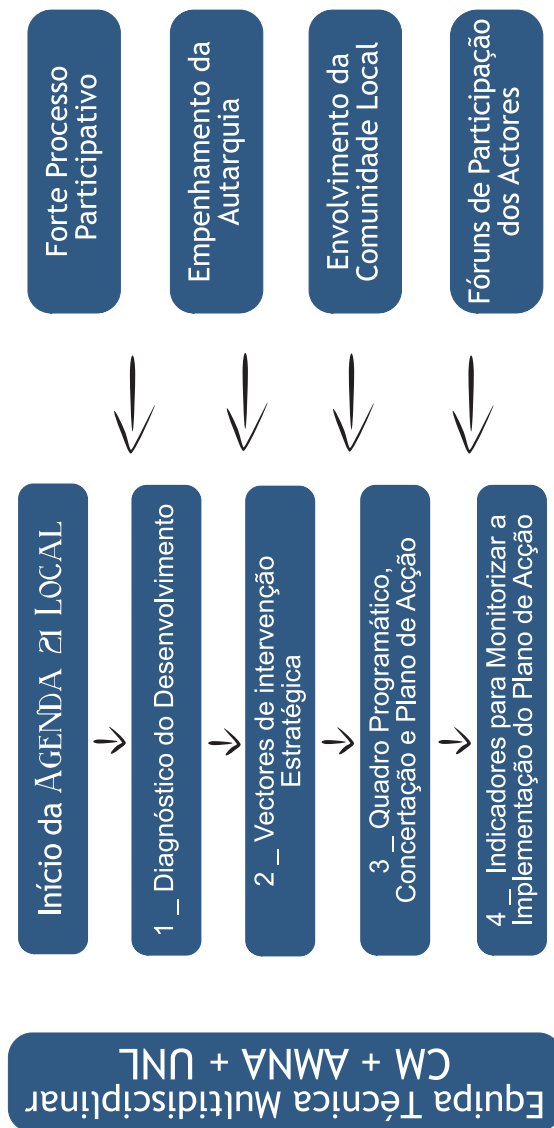 Equipa Técnica Multidisciplinar
CM + AMNA + UNL
Início da AGENDA 21 LOCAL
1 _ Diagnóstico do Desenvolvimento
2 _ Vectores de intervenção
Estratégica
3 _ Quadro Programático,
Concertação e Plano de Acção
4 _ Indicadores para Monitorizar a
Implementação do Plano de Acção
Forte Processo
Participativo
Empenhamento da
Autarquia
Envolvimento da
Comunidade Local
Fóruns de Participação
dos Actores